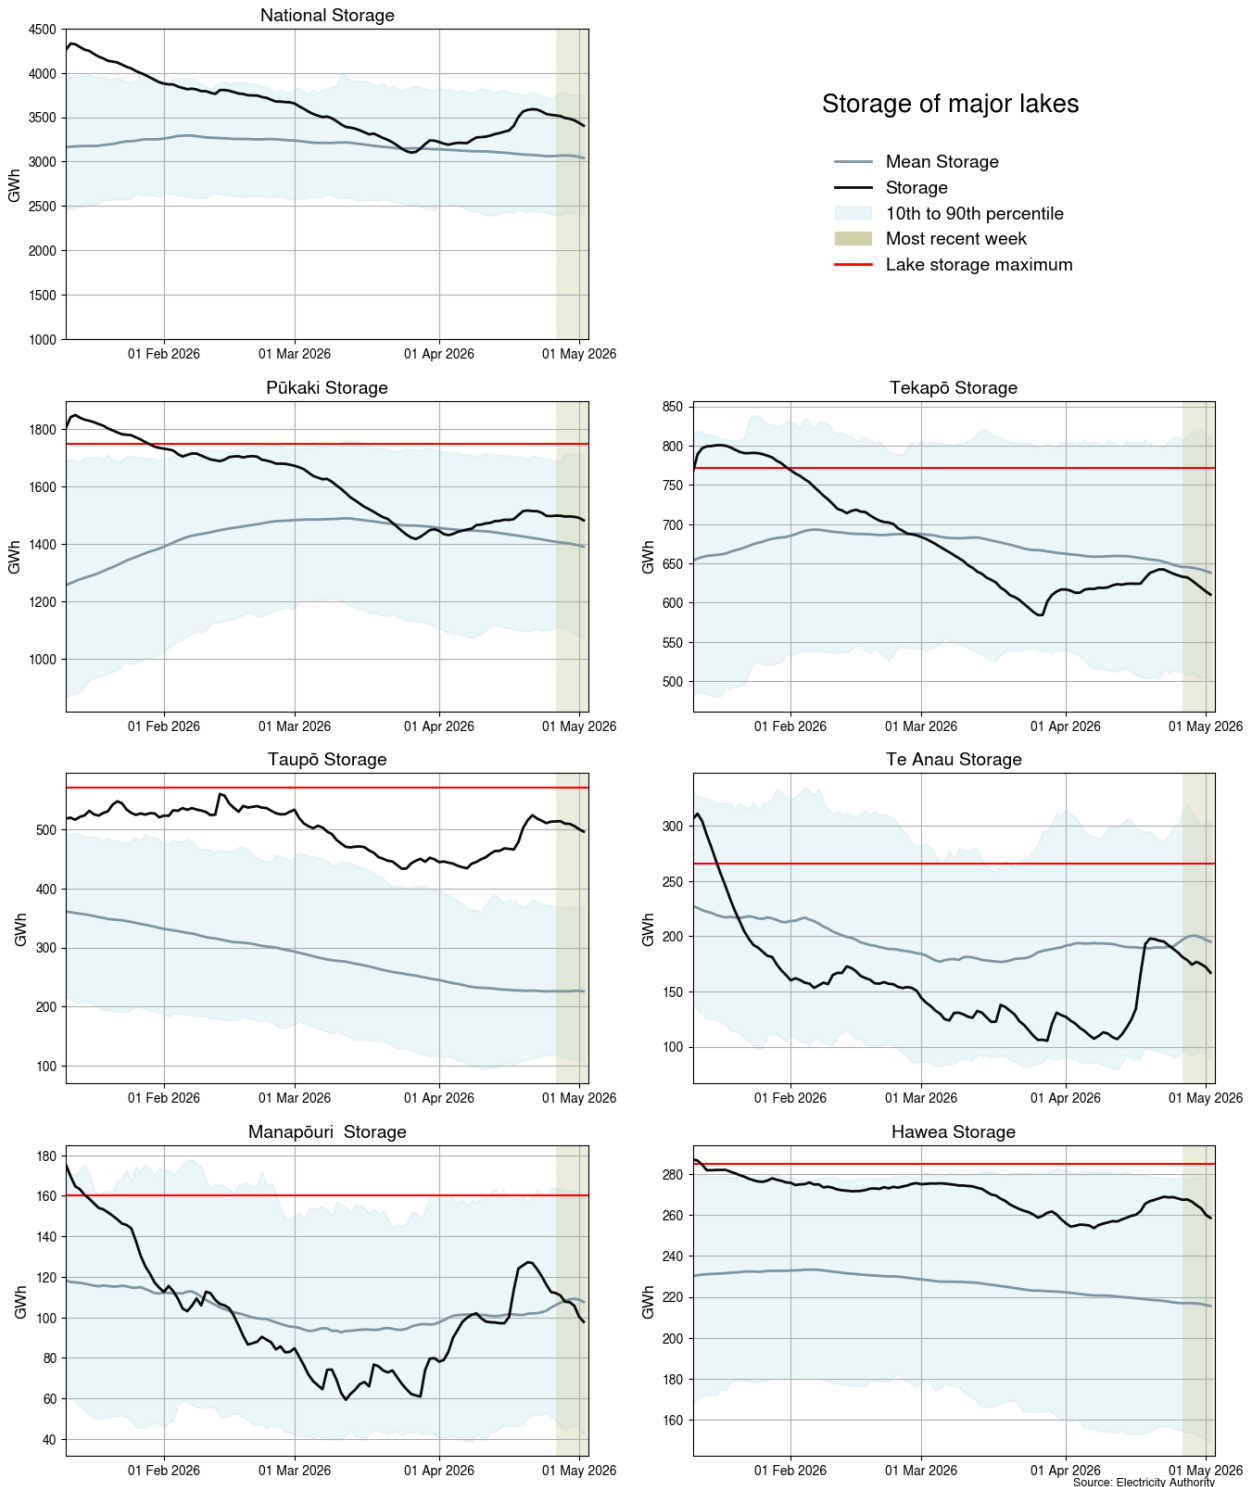 National Storage
4500
4000
3500
3000
2500
2000
1500
1000
GWh
01 Feb 2026 01 Mar 2026 01 Apr 2026 01 May 2026
Storage of major lakes
Mean Storage
Storage
10th to 90th percentile
Most recent week
Lake storage maximum
Pūkaki Storage
1800
1600
1400
1200
1000
GWh
01 Feb 2026 01 Mar 2026 01 Apr 2026 01 May 2026
Tekapō Storage
850
800
750
700
650
600
550
500
GWh
01 Feb 2026 01 Mar 2026 01 Apr 2026 01 May 2026
Taupō Storage
500
400
300
200
100
GWh
01 Feb 2026 01 Mar 2026 01 Apr 2026 01 May 2026
Te Anau Storage
300
250
200
150
100
GWh
01 Feb 2026 01 Mar 2026 01 Apr 2026 01 May 2026
Manapōuri  Storage
180
160
140
120
100
80
60
40
GWh
01 Feb 2026 01 Mar 2026 01 Apr 2026 01 May 2026
Hawea Storage
280
260
240
220
200
180
160
GWh
01 Feb 2026 01 Mar 2026 01 Apr 2026 01 May 2026
Source: Electricity Authority